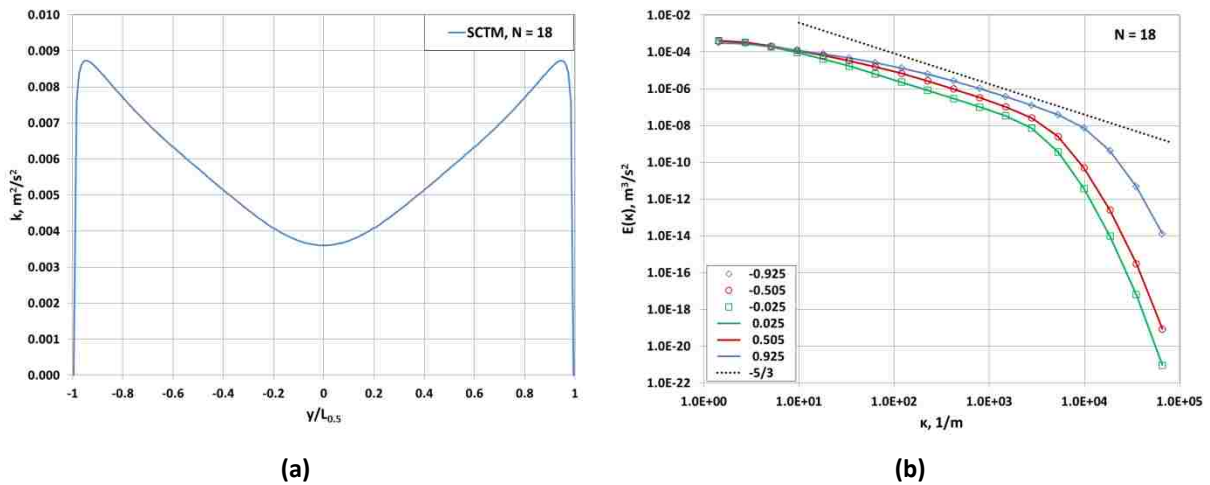 0.010
0.009
0.008
0.007
0.006
0.005
0.004
0.003
0.002
0.001
0.000
k, m²/s²
SCTM, N = 18
-1 -0.8 -0.6 -0.4 -0.2 0 0.2 0.4 0.6 0.8 1
y/L₀.₅
(a)
1.0E-02
1.0E-04
1.0E-06
1.0E-08
1.0E-10
1.0E-12
1.0E-14
1.0E-16
1.0E-18
1.0E-20
1.0E-22
E(κ), m³/s²
N = 18
-0.925
-0.505
-0.025
0.025
0.505
0.925
-5/3
1.0E+00 1.0E+01 1.0E+02 1.0E+03 1.0E+04 1.0E+05
κ, 1/m
(b)